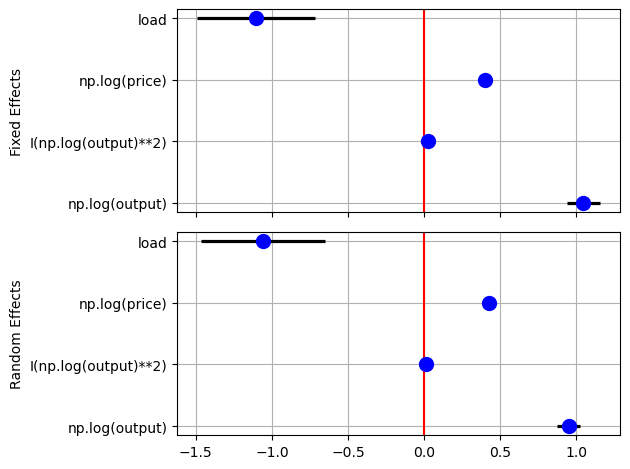 Fixed Effects
load
np.log(price)
I(np.log(output)**2)
np.log(output)
Random Effects
load
np.log(price)
I(np.log(output)**2)
np.log(output)
−1.5 −1.0 −0.5 0.0 0.5 1.0